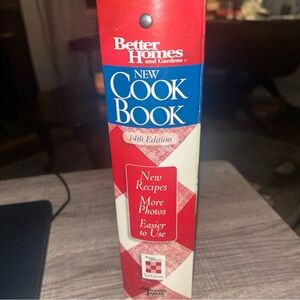 Better
Homes
and Gardens®
NEW
COOK
BOOK
14th Edition
New
Recipes
More
Photos
Easier
to Use